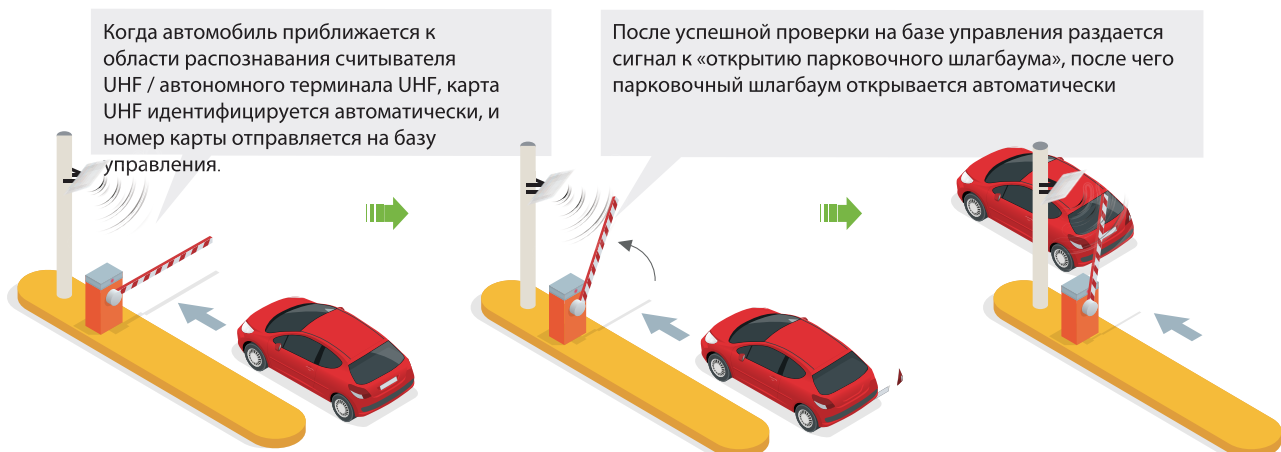 Когда автомобиль приближается к
области распознавания считывателя
UHF / автономного терминала UHF, карта
UHF идентифицируется автоматически, и
номер карты отправляется на базу
управления.
После успешной проверки на базе управления раздается
сигнал к «открытию парковочного шлагбаума», после чего
парковочный шлагбаум открывается автоматически